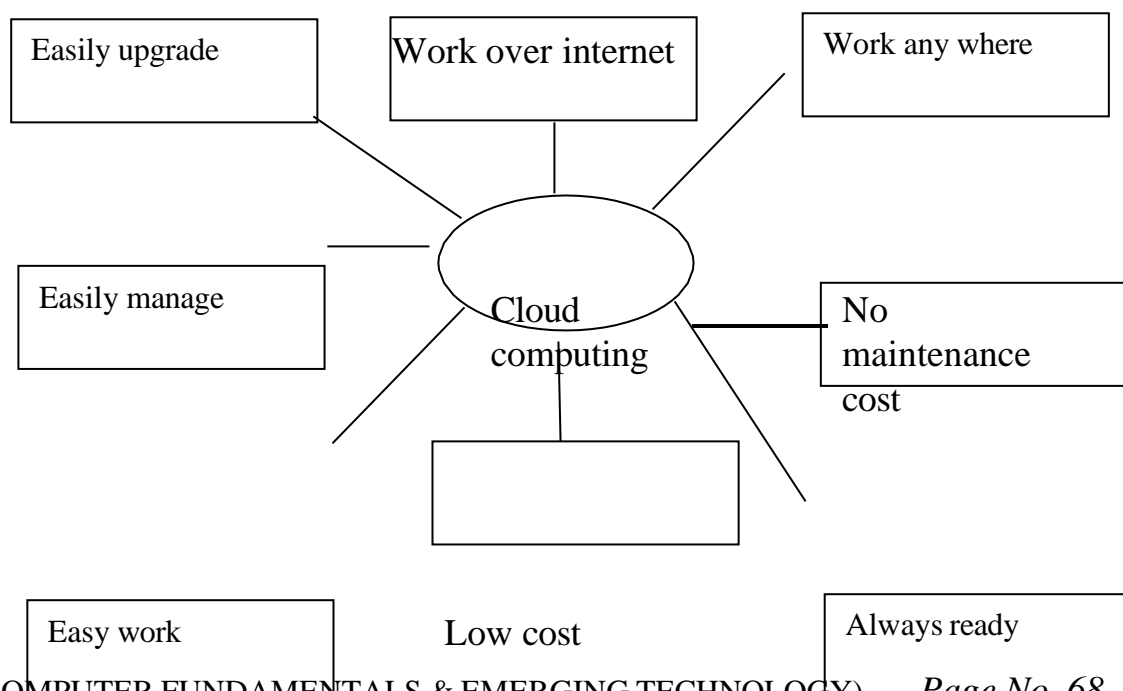 Easily upgrade
Work over internet
Work any where
Easily manage
Cloud
computing
No
maintenance
cost
Easy work
Low cost
Always ready
FUNDAMENTALS & EMERGING TECHNOLOGY) Page No. 68